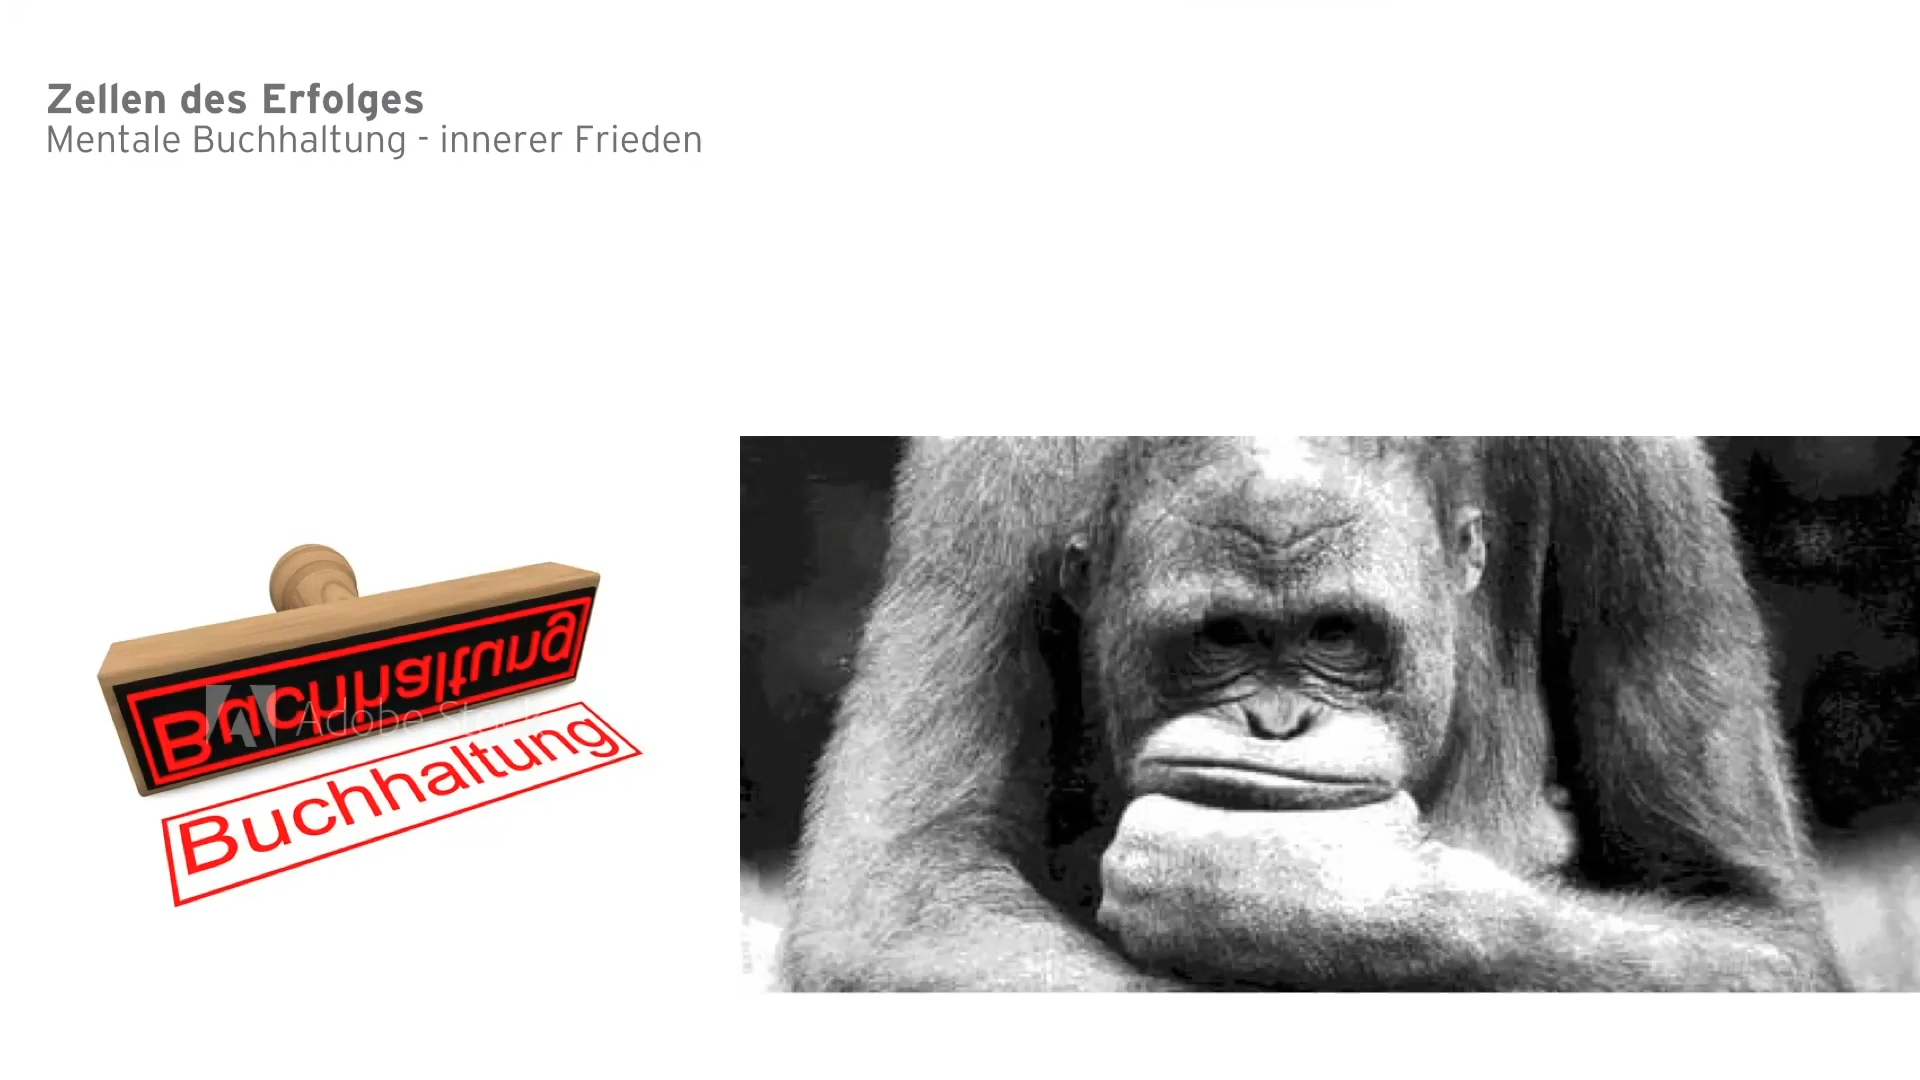 Zellen des Erfolges
Mentale Buchhaltung - innerer Frieden
Buchhaltung
Adobe Stock
Buchhaltung